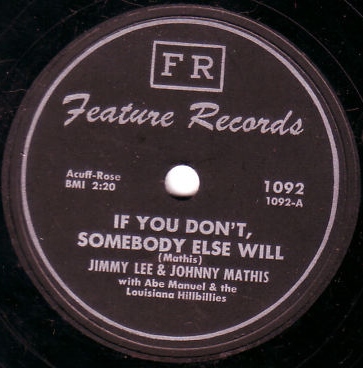 FR
Feature Records
Acuff-Rose
BMI 2:20
1092
1092-A
IF YOU DON'T,
SOMEBODY ELSE WILL
(Mathis)
JIMMY LEE & JOHNNY MATHIS
with Abe Manuel & the
Louisiana Hillbillies